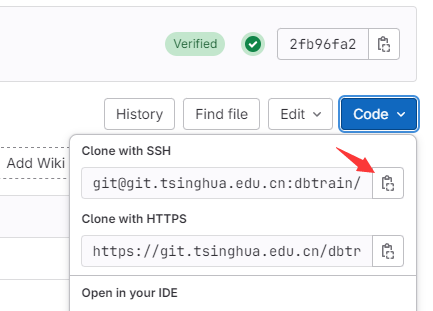 Verified
2fb96fa2
History
Find file
Edit
Code
Add Wiki
Clone with SSH
git@git.tsinghua.edu.cn:dbtrain/
Clone with HTTPS
https://git.tsinghua.edu.cn/dbtr
Open in your IDE